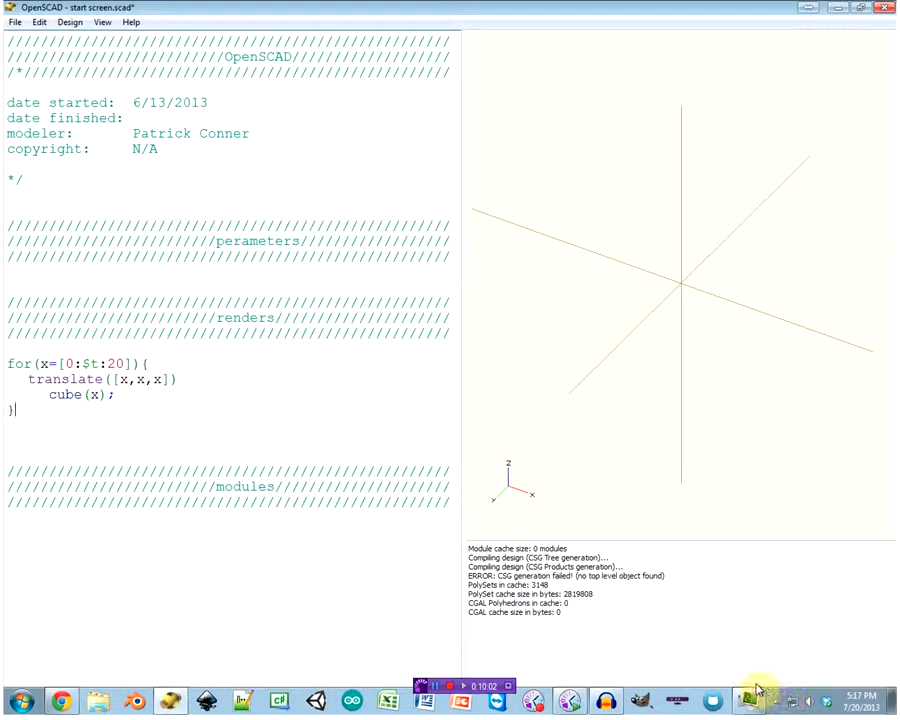 OpenSCAD - start screen.scad*
File Edit Design View Help
////////////////////////////////////////////////////
//////////////////////////OpenSCAD///////////////////
/*///////////////////////////////////////////////////
date started: 6/13/2013
date finished:
modeler: Patrick Conner
copyright: N/A
*/
////////////////////////////////////////////////////
/////////////////////////perameters//////////////////
////////////////////////////////////////////////////
////////////////////////////////////////////////////
/////////////////////////renders/////////////////////
////////////////////////////////////////////////////
for(x=[0:$t:20]){
translate([x,x,x])
cube(x);
}
////////////////////////////////////////////////////
/////////////////////////modules/////////////////////
////////////////////////////////////////////////////
z
y
x
Module cache size: 0 modules
Compiling design (CSG Tree generation)...
Compiling design (CSG Products generation)...
ERROR: CSG generation failed! (no top level object found)
PolySets in cache: 3148
PolySet cache size in bytes: 2819808
CGAL Polyhedrons in cache: 0
CGAL cache size in bytes: 0
0:10:02
5:17 PM
7/20/2013